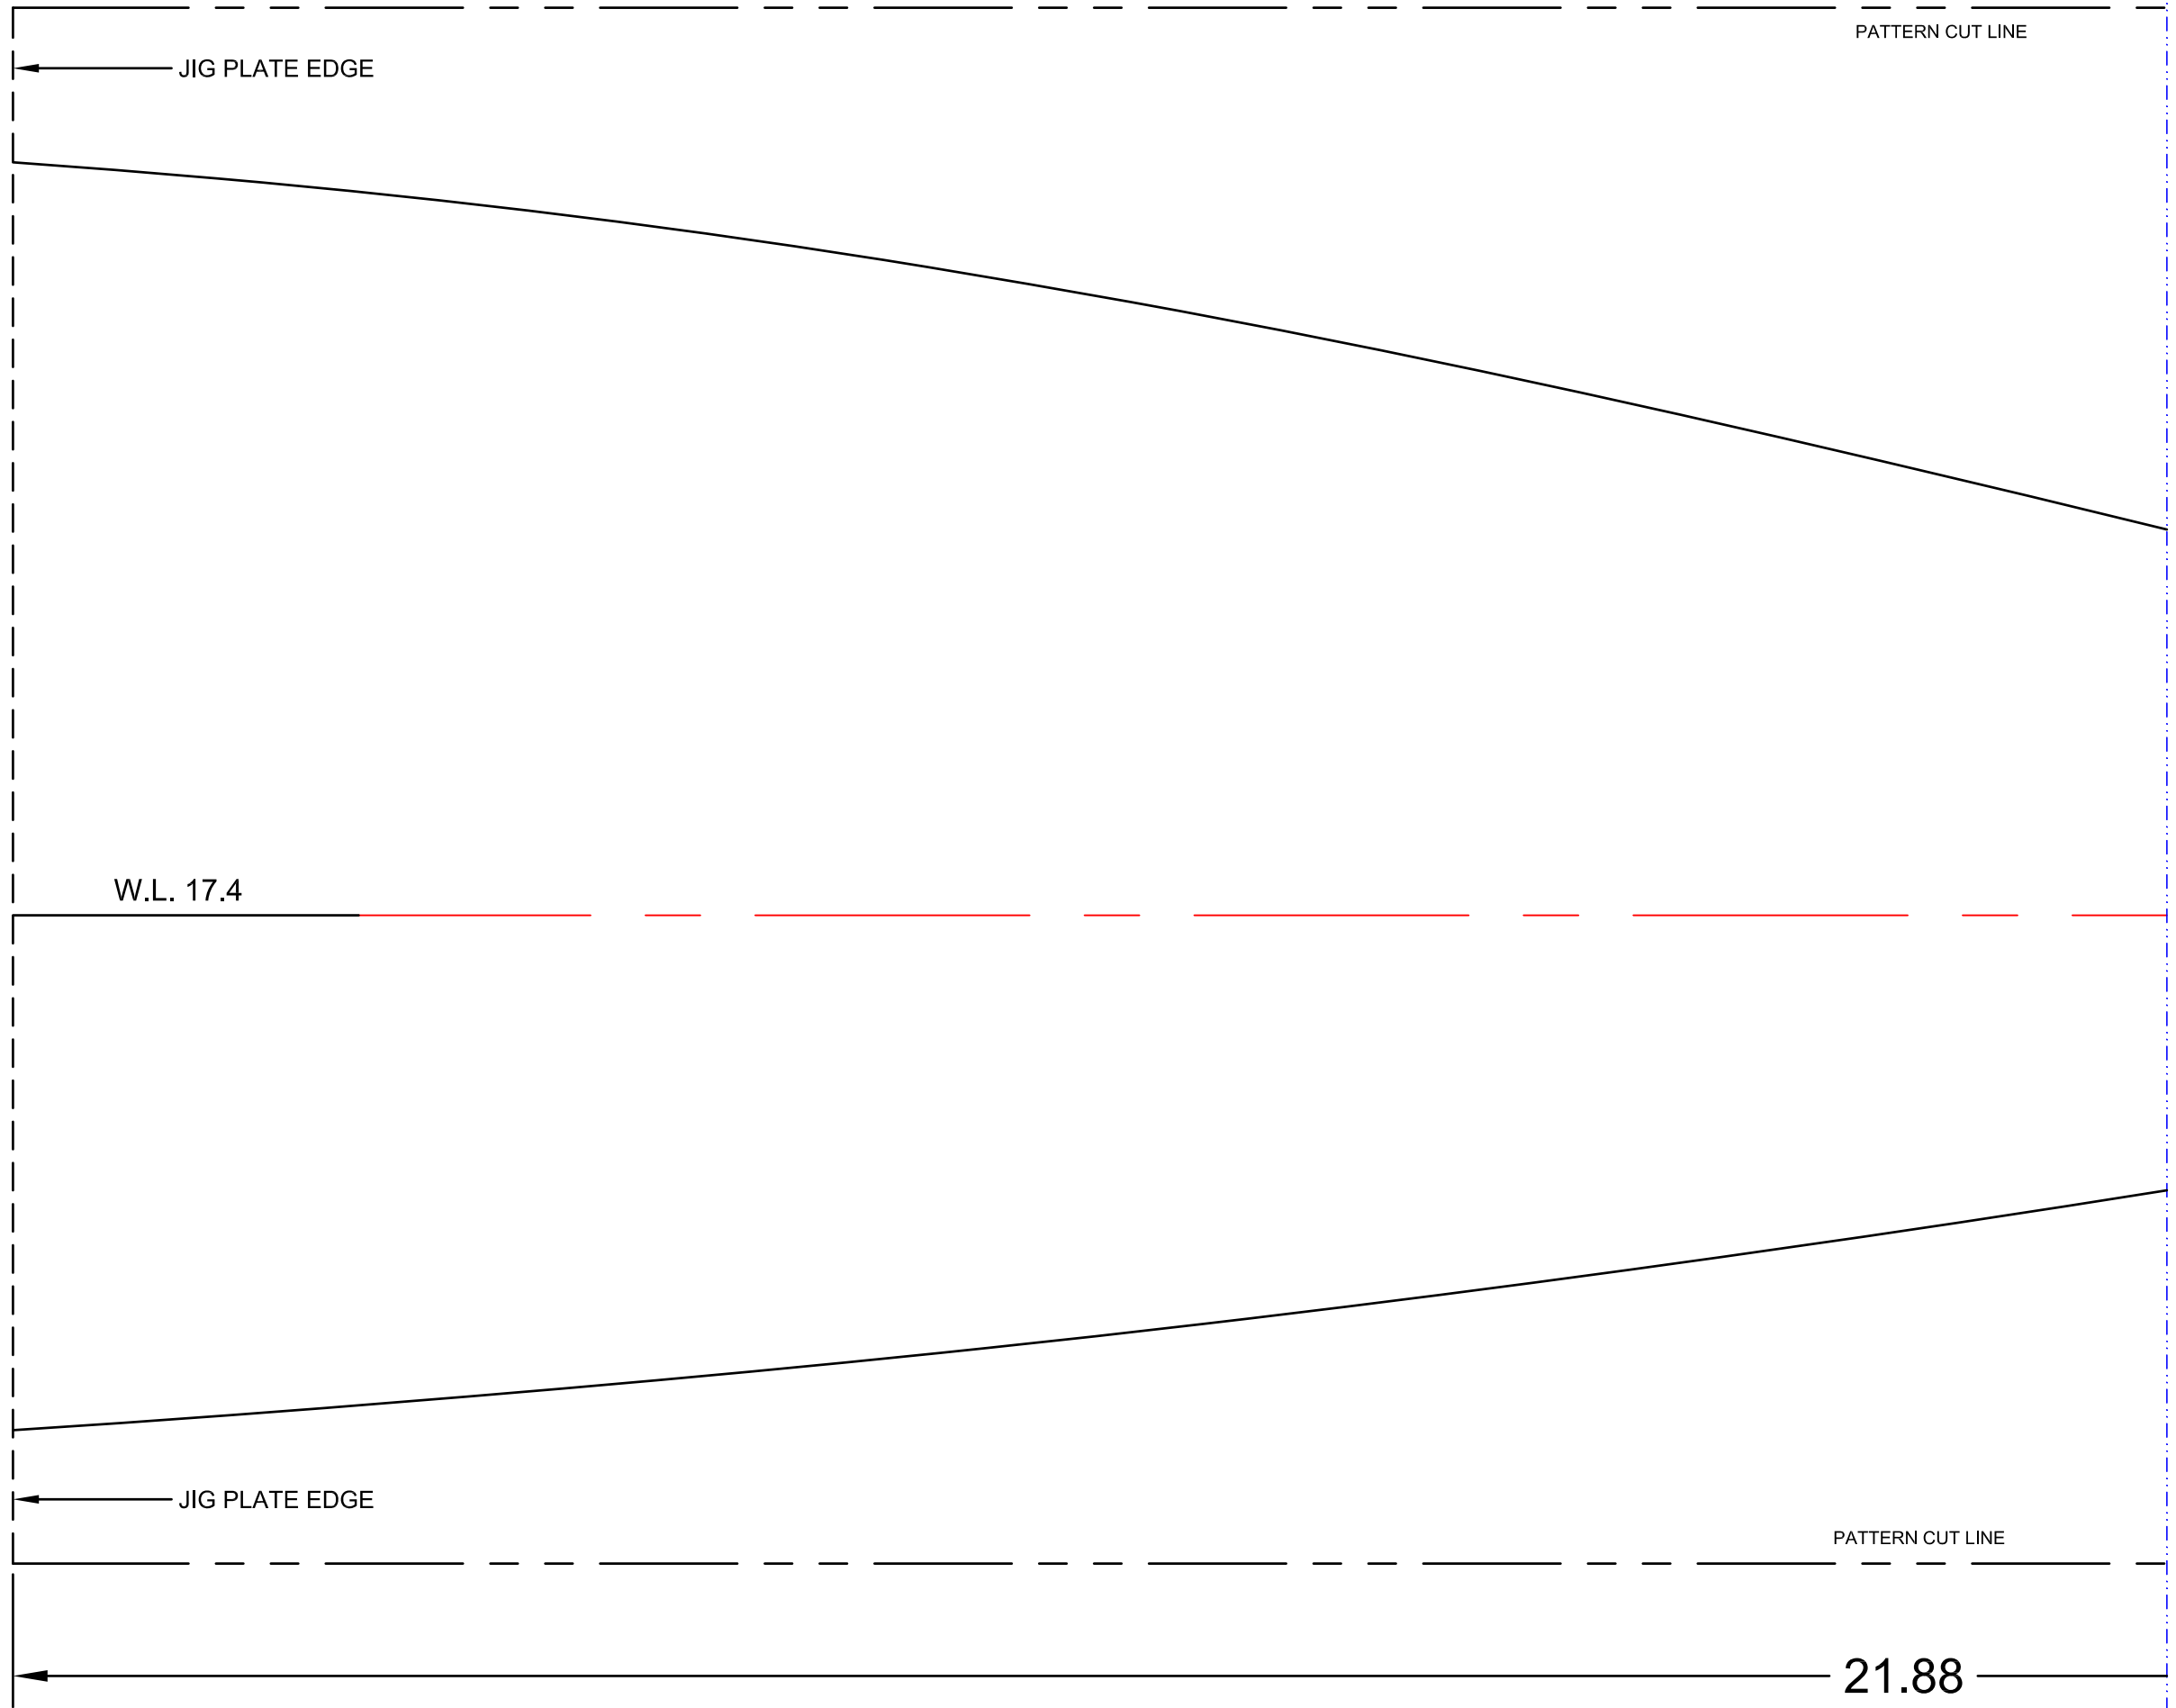 PATTERN CUT LINE
JIG PLATE EDGE
W.L. 17.4
JIG PLATE EDGE
PATTERN CUT LINE
21.88